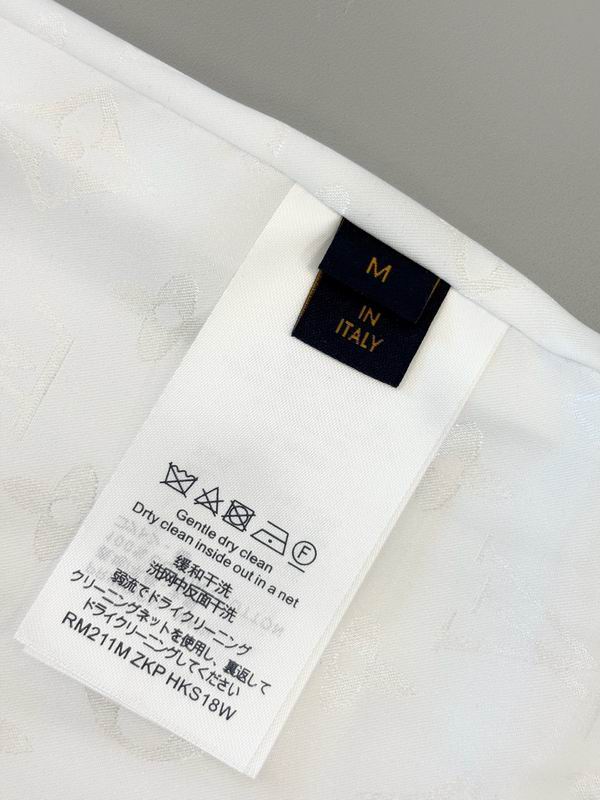 M
IN
ITALY
F
Gentle dry clean
Drty clean inside out in a net
缓和干洗
洗网中反面干洗
弱流でドライクリーニング
クリーニングネットを使用し、裏返して
ドライクリーニングしてください
RM211M ZKP HKS18W